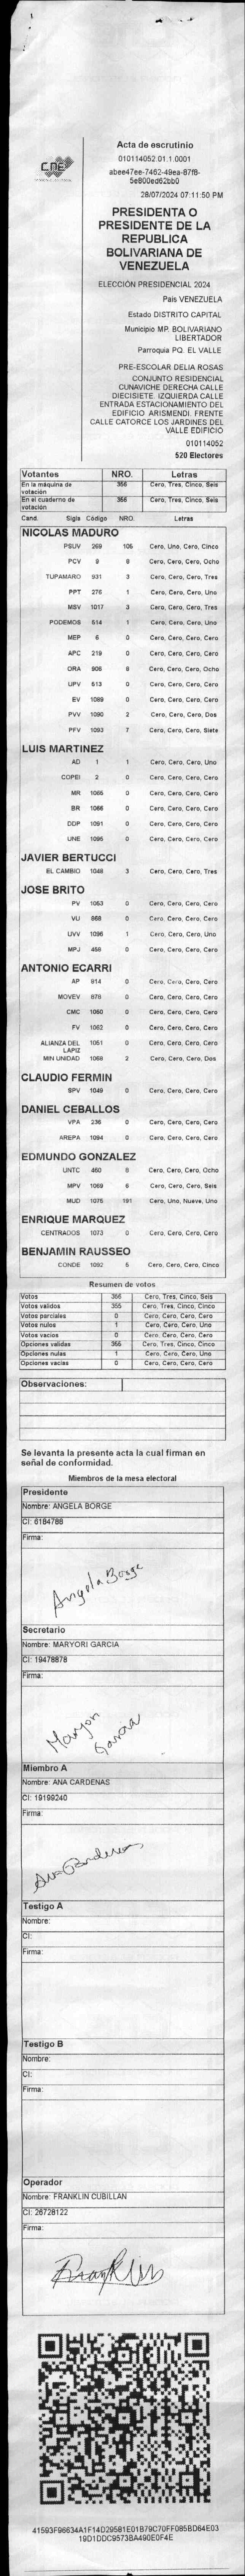 CNE
Acta de escrutinio
010114052.01.1.0001
abee47ee-7462-49ea-87f8-
5e800ed62bb0
28/07/2024 07:11:50 PM
PRESIDENTA O
PRESIDENTE DE LA
REPUBLICA
BOLIVARIANA DE
VENEZUELA
ELECCIÓN PRESIDENCIAL 2024
País VENEZUELA
Estado DISTRITO CAPITAL
Municipio MP. BOLIVARIANO
LIBERTADOR
Parroquia PQ. EL VALLE
PRE-ESCOLAR DELIA ROSAS
CONJUNTO RESIDENCIAL
CUNAVICHE DERECHA CALLE
DIECISIETE. IZQUIERDA CALLE
ENTRADA ESTACIONAMIENTO DEL
EDIFICIO ARISMENDI. FRENTE
CALLE CATORCE LOS JARDINES DEL
VALLE EDIFICIO
010114052
520 Electores
Votantes NRO. Letras
En la máquina de votación 356 Cero, Tres, Cinco, Seis
En el cuaderno de votación 356 Cero, Tres, Cinco, Seis
Cand. Sigla Código NRO. Letras
NICOLAS MADURO
PSUV 269 105 Cero, Uno, Cero, Cinco
PCV 9 8 Cero, Cero, Cero, Ocho
TUPAMARO 931 3 Cero, Cero, Cero, Tres
PPT 276 1 Cero, Cero, Cero, Uno
MSV 1017 3 Cero, Cero, Cero, Tres
PODEMOS 514 1 Cero, Cero, Cero, Uno
MEP 6 0 Cero, Cero, Cero, Cero
APC 219 0 Cero, Cero, Cero, Cero
ORA 906 8 Cero, Cero, Cero, Ocho
UPV 513 0 Cero, Cero, Cero, Cero
EV 1089 0 Cero, Cero, Cero, Cero
PVV 1090 2 Cero, Cero, Cero, Dos
PFV 1093 7 Cero, Cero, Cero, Siete
LUIS MARTINEZ
AD 1 1 Cero, Cero, Cero, Uno
COPEI 2 0 Cero, Cero, Cero, Cero
MR 1065 0 Cero, Cero, Cero, Cero
BR 1066 0 Cero, Cero, Cero, Cero
DDP 1091 0 Cero, Cero, Cero, Cero
UNE 1095 0 Cero, Cero, Cero, Cero
JAVIER BERTUCCI
EL CAMBIO 1048 3 Cero, Cero, Cero, Tres
JOSE BRITO
PV 1053 0 Cero, Cero, Cero, Cero
VU 868 0 Cero, Cero, Cero, Cero
UVV 1096 1 Cero, Cero, Cero, Uno
MPJ 458 0 Cero, Cero, Cero, Cero
ANTONIO ECARRI
AP 914 0 Cero, Cero, Cero, Cero
MOVEV 878 0 Cero, Cero, Cero, Cero
CMC 1060 0 Cero, Cero, Cero, Cero
FV 1062 0 Cero, Cero, Cero, Cero
ALIANZA DEL LAPIZ 1051 0 Cero, Cero, Cero, Cero
MIN UNIDAD 1068 2 Cero, Cero, Cero, Dos
CLAUDIO FERMIN
SPV 1049 0 Cero, Cero, Cero, Cero
DANIEL CEBALLOS
VPA 236 0 Cero, Cero, Cero, Cero
AREPA 1094 0 Cero, Cero, Cero, Cero
EDMUNDO GONZALEZ
UNTC 460 8 Cero, Cero, Cero, Ocho
MPV 1069 6 Cero, Cero, Cero, Seis
MUD 1075 191 Cero, Uno, Nueve, Uno
ENRIQUE MARQUEZ
CENTRADOS 1073 0 Cero, Cero, Cero, Cero
BENJAMIN RAUSSEO
CONDE 1092 5 Cero, Cero, Cero, Cinco
Resumen de votos
Votos 356 Cero, Tres, Cinco, Seis
Votos válidos 355 Cero, Tres, Cinco, Cinco
Votos parciales 0 Cero, Cero, Cero, Cero
Votos nulos 1 Cero, Cero, Cero, Uno
Votos vacíos 0 Cero, Cero, Cero, Cero
Opciones validas 355 Cero, Tres, Cinco, Cinco
Opciones nulas 1 Cero, Cero, Cero, Uno
Opciones vacías 0 Cero, Cero, Cero, Cero
Observaciones:
Se levanta la presente acta la cual firman en
señal de conformidad.
Miembros de la mesa electoral
Presidente
Nombre: ANGELA BORGE
CI: 6184788
Firma:
Angela Borge
Secretario
Nombre: MARYORI GARCIA
CI: 19478878
Firma:
Maryori
Garcia
Miembro A
Nombre: ANA CARDENAS
CI: 19199240
Firma:
Ana Cardenas
Testigo A
Nombre:
CI:
Firma:
Testigo B
Nombre:
CI:
Firma:
Operador
Nombre: FRANKLIN CUBILLAN
CI: 26728122
Firma:
Franklin
41593F96634A1F14D29581E01B79C70FF085BD64E03
19D1DDC9573BA490E0F4E